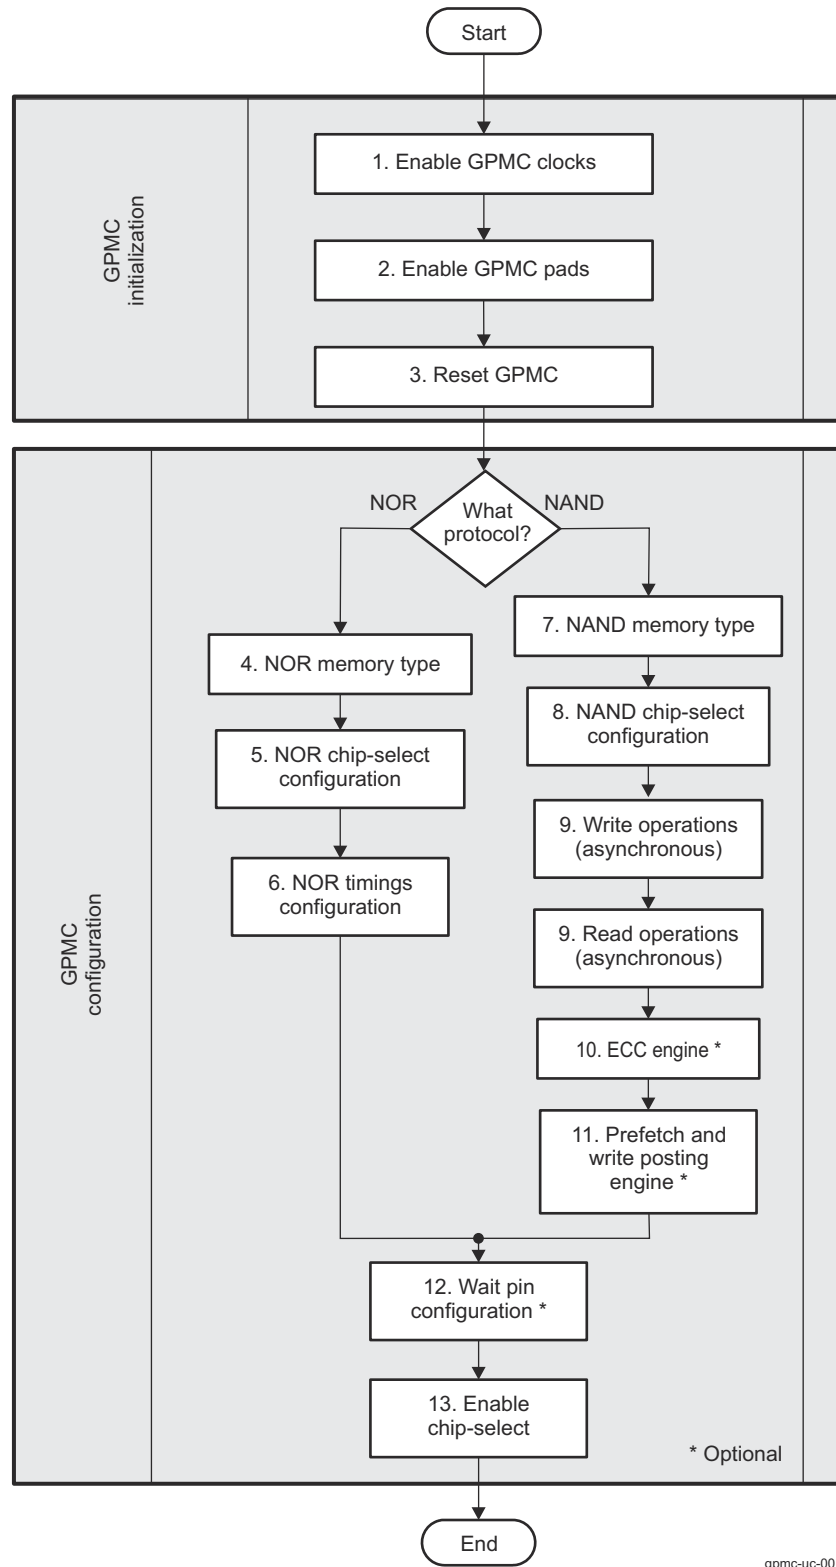 Start
GPMC
initialization
1. Enable GPMC clocks
2. Enable GPMC pads
3. Reset GPMC
GPMC
configuration
What
protocol?
NOR
NAND
4. NOR memory type
5. NOR chip-select
configuration
6. NOR timings
configuration
7. NAND memory type
8. NAND chip-select
configuration
9. Write operations
(asynchronous)
9. Read operations
(asynchronous)
10. ECC engine *
11. Prefetch and
write posting
engine *
12. Wait pin
configuration *
13. Enable
chip-select
* Optional
End
gpmc-uc-00